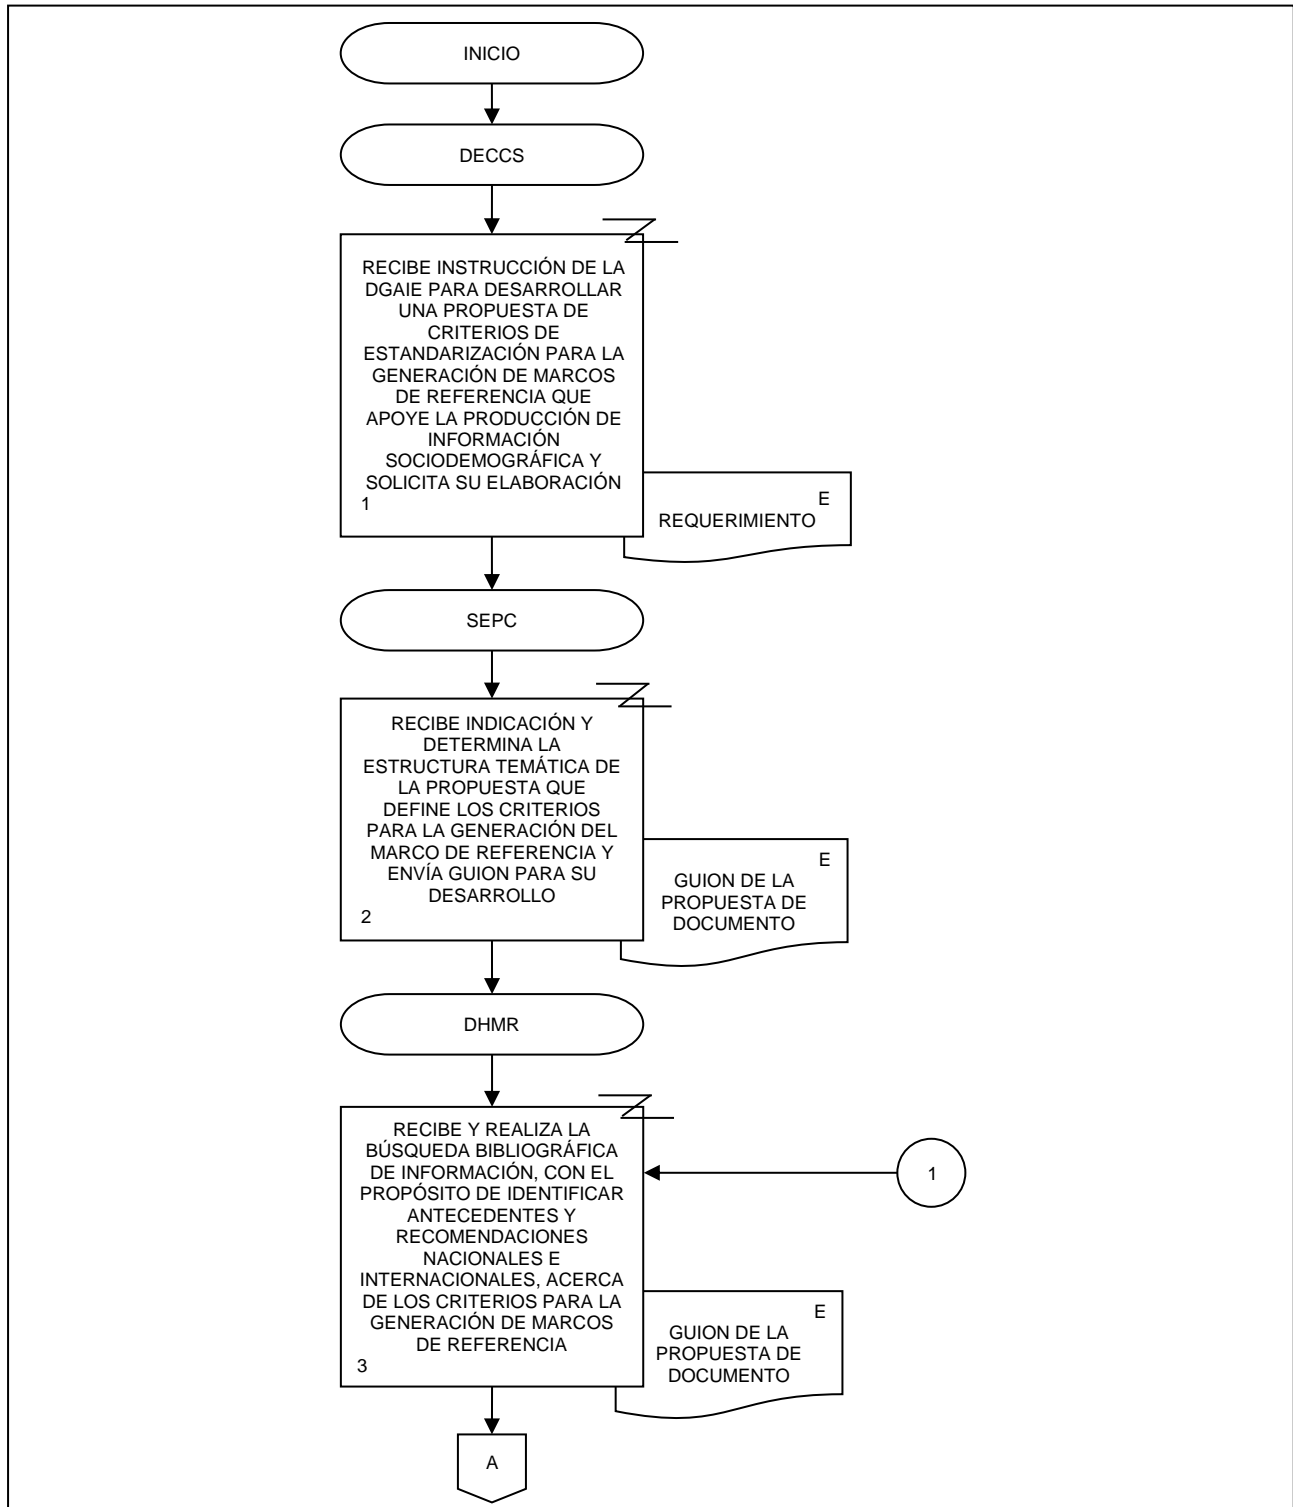 INICIO
DECCS
RECIBE INSTRUCCIÓN DE LA
DGAIE PARA DESARROLLAR
UNA PROPUESTA DE
CRITERIOS DE
ESTANDARIZACIÓN PARA LA
GENERACIÓN DE MARCOS
DE REFERENCIA QUE
APOYE LA PRODUCCIÓN DE
INFORMACIÓN
SOCIODEMOGRÁFICA Y
SOLICITA SU ELABORACIÓN
1
E
REQUERIMIENTO
SEPC
RECIBE INDICACIÓN Y
DETERMINA LA
ESTRUCTURA TEMÁTICA DE
LA PROPUESTA QUE
DEFINE LOS CRITERIOS
PARA LA GENERACIÓN DEL
MARCO DE REFERENCIA Y
ENVÍA GUION PARA SU
DESARROLLO
2
E
GUION DE LA
PROPUESTA DE
DOCUMENTO
DHMR
RECIBE Y REALIZA LA
BÚSQUEDA BIBLIOGRÁFICA
DE INFORMACIÓN, CON EL
PROPÓSITO DE IDENTIFICAR
ANTECEDENTES Y
RECOMENDACIONES
NACIONALES E
INTERNACIONALES, ACERCA
DE LOS CRITERIOS PARA LA
GENERACIÓN DE MARCOS
DE REFERENCIA
3
1
E
GUION DE LA
PROPUESTA DE
DOCUMENTO
A